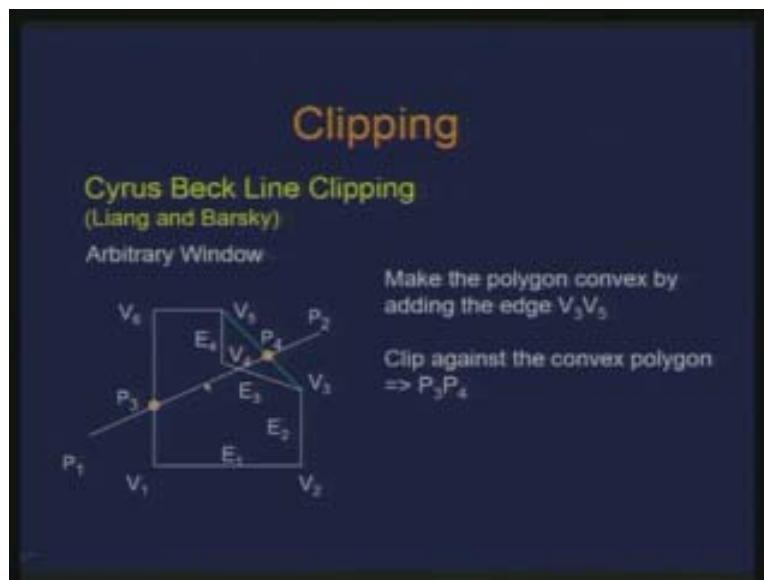 Clipping
Cyrus Beck Line Clipping
(Liang and Barsky)
Arbitrary Window
Make the polygon convex by
adding the edge V₃V₅
Clip against the convex polygon
=> P₃P₄
V₆
V₅
P₂
E₄
P₄
V₄
V₃
E₃
P₃
E₂
E₁
P₁
V₁
V₂